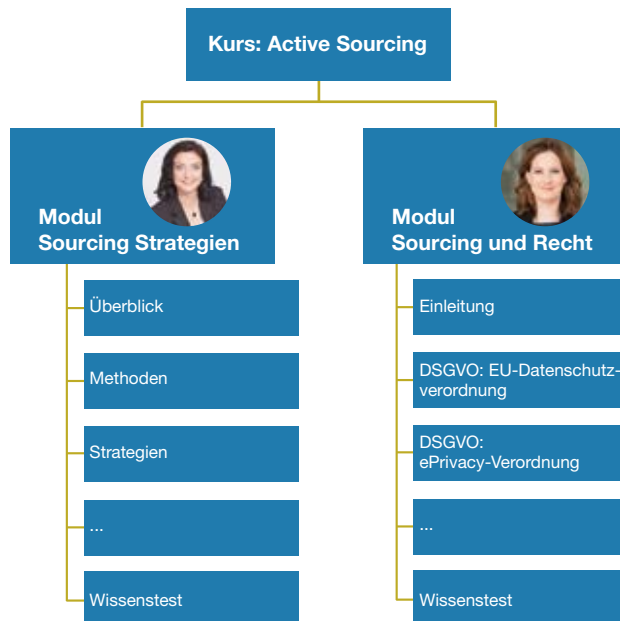 Kurs: Active Sourcing
Modul
Sourcing Strategien
Überblick
Methoden
Strategien
...
Wissenstest
Modul
Sourcing und Recht
Einleitung
DSGVO: EU-Datenschutz-
verordnung
DSGVO:
ePrivacy-Verordnung
...
Wissenstest